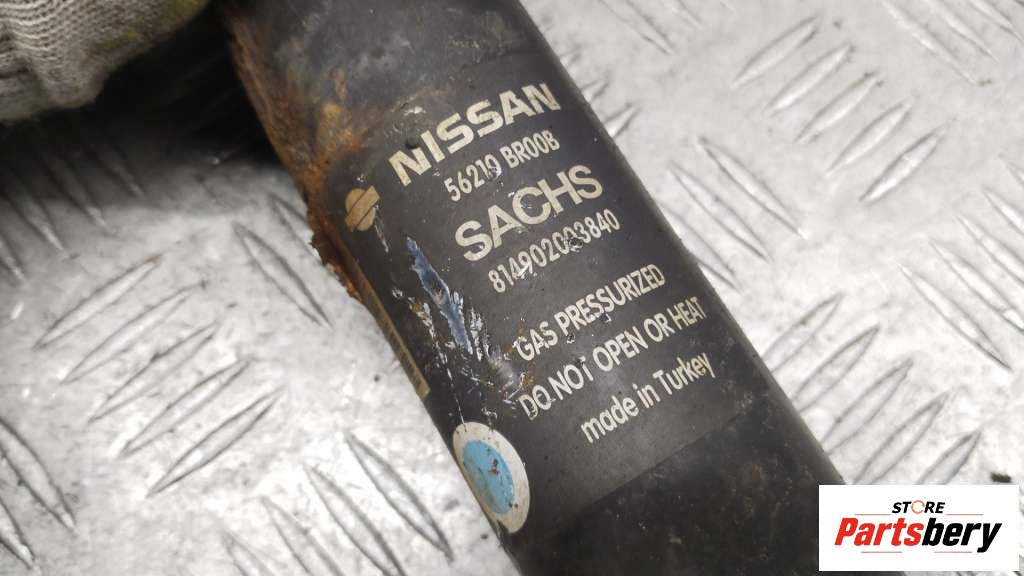 NISSAN
56210 BR00B
SACHS
814902003840
GAS PRESSURIZED
DO NOT OPEN OR HEAT
made in Turkey
STORE
Partsbery